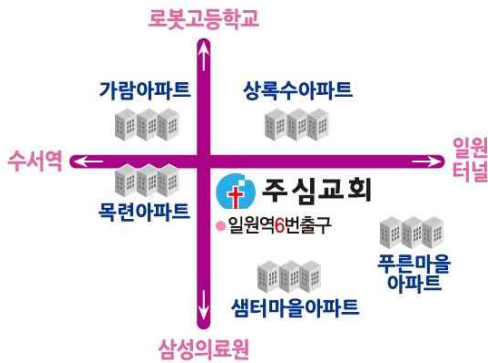 로봇고등학교
가람아파트
상록수아파트
수서역
일원
터널
목련아파트
주심교회
일원역6번출구
푸른마을
아파트
샘터마을아파트
삼성의료원